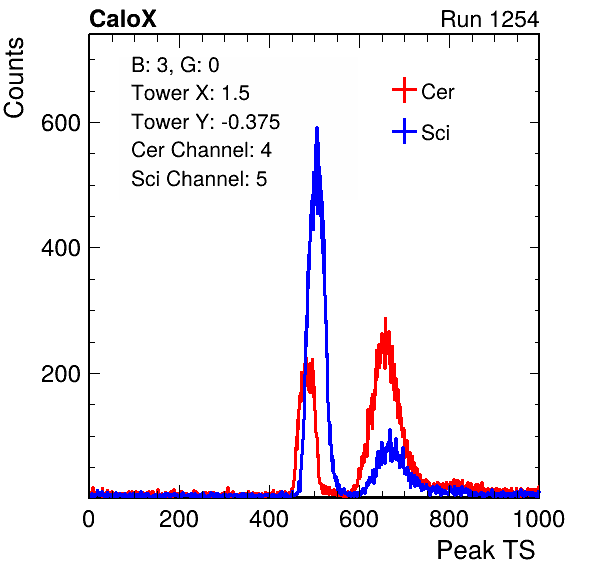 CaloX Run 1254
Counts
B: 3, G: 0
Tower X: 1.5
Tower Y: -0.375
Cer Channel: 4
Sci Channel: 5
Cer
Sci
600
400
200
0 200 400 600 800 1000
Peak TS